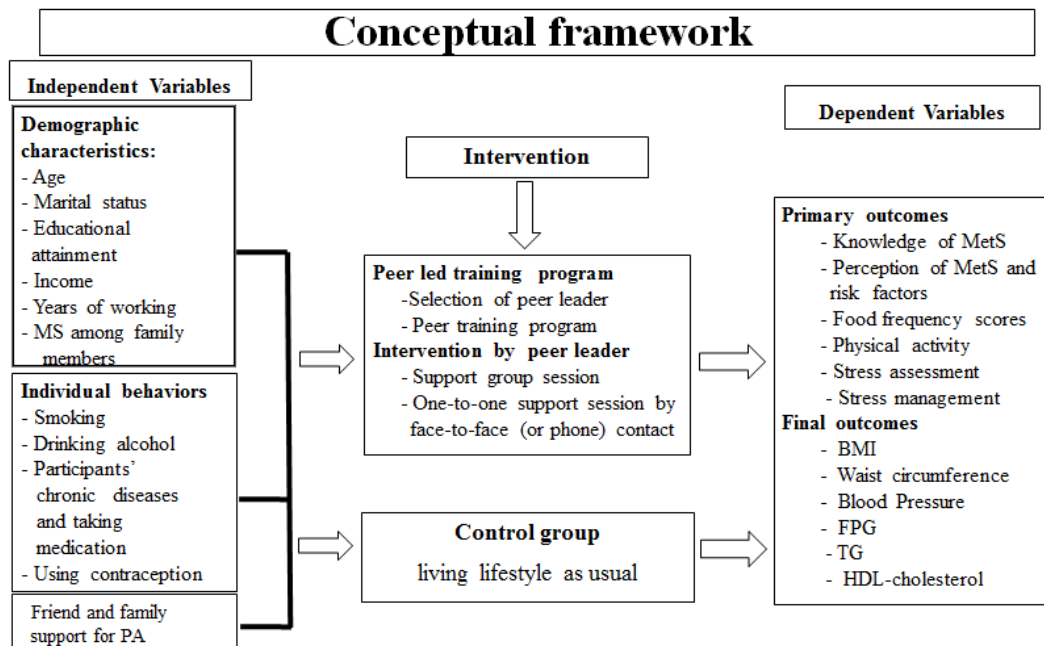 Conceptual framework
Independent Variables
Demographic
characteristics:
- Age
- Marital status
- Educational
attainment
- Income
- Years of working
- MS among family
members
Individual behaviors
- Smoking
- Drinking alcohol
- Participants'
chronic diseases
and taking
medication
- Using contraception
Friend and family
support for PA
Intervention
Peer led training program
-Selection of peer leader
- Peer training program
Intervention by peer leader
- Support group session
- One-to-one support session by
face-to-face (or phone) contact
Control group
living lifestyle as usual
Dependent Variables
Primary outcomes
- Knowledge of MetS
- Perception of MetS and
risk factors
- Food frequency scores
- Physical activity
- Stress assessment
- Stress management
Final outcomes
- BMI
- Waist circumference
- Blood Pressure
- FPG
- TG
- HDL-cholesterol